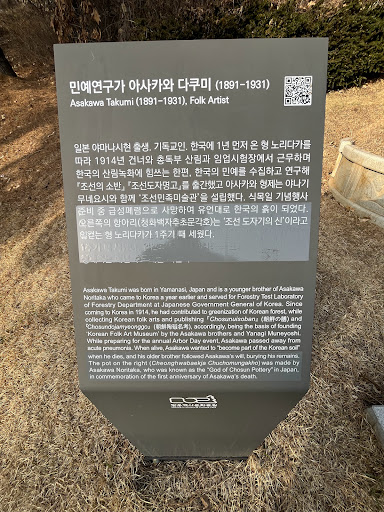 민예연구가 아사카와 다쿠미 (1891-1931)
Asakawa Takumi (1891-1931), Folk Artist
일본 야마나시현 출생, 기독교인. 한국에 1년 먼저 온 형 노리다카를
따라 1914년 건너와 총독부 산림과 임업시험장에서 근무하며
한국의 산림녹화에 힘쓰는 한편, 한국의 민예를 수집하고 연구해
『조선의 소반』, 『조선도자명고』를 출간했고 아사카와 형제는 야나기
무네요시와 함께 '조선민족미술관'을 설립했다. 식목일 기념행사
준비 중 급성폐렴으로 사망하여 유언대로 한국의 흙이 되었다.
오른쪽의 항아리(청화백자추초문각호)는 '조선 도자기의 신'이라고
일컫는 형 노리다카가 1주기 때 세웠다.
Asakawa Takumi was born in Yamanasi, Japan and is a younger brother of Asakawa
Noritaka who came to Korea a year earlier and served for Forestry Test Laboratory
of Forestry Department at Japanese Government General of Korea. Since
coming to Korea in 1914, he had contributed to greenization of Korean forest, while
collecting Korean folk arts and publishing 『Chosunuisoban』 (朝鮮の膳) and
『Chosundojamyeonggo』 (朝鮮陶磁名考), accordingly, being the basis of founding
'Korean Folk Art Museum' by the Asakawa brothers and Yanagi Muneyoshi.
While preparing for the annual Arbor Day event, Asakawa passed away from
acute pneumonia. When alive, Asakawa wanted to "become part of the Korean soil"
when he dies, and his older brother followed Asakawa's will, burying his remains.
The pot on the right (Cheonghwabaekja Chuchomungakho) was made by
Asakawa Noritaka, who was known as the "God of Chosun Pottery" in Japan,
in commemoration of the first anniversary of Asakawa's death.